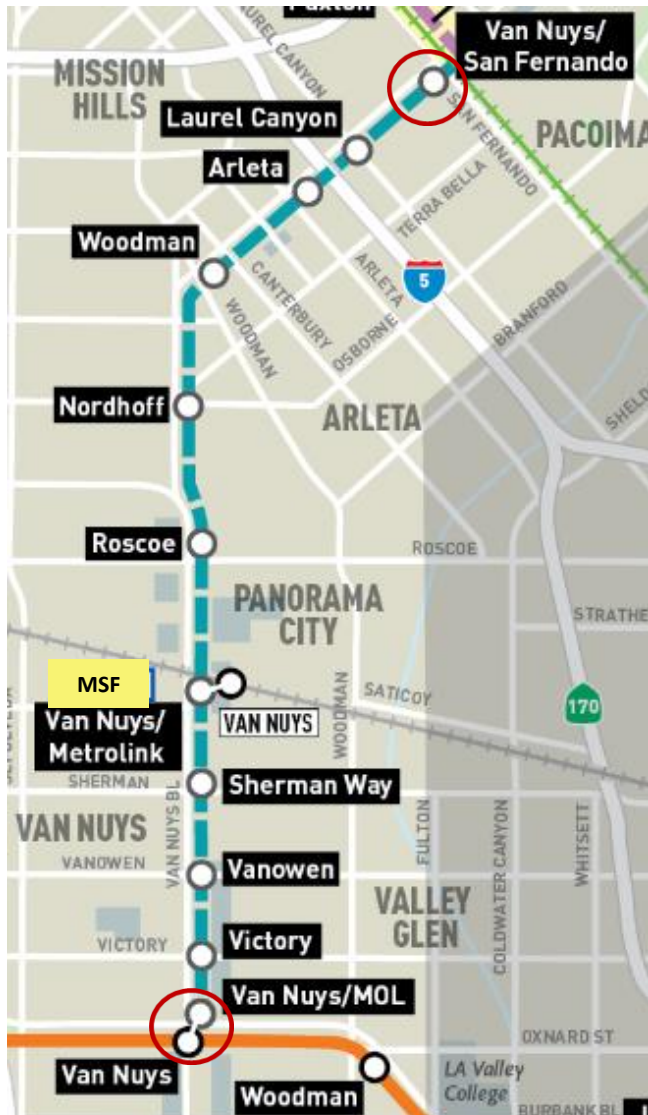 Van Nuys/
San Fernando
MISSION
HILLS
LAUREL CANYON
Laurel Canyon
SAN FERNANDO
PACOIMA
Arleta
TERRA BELLA
Woodman
CANTERBURY
ARLETA
5
WOODMAN
OSBORNE
BRANFORD
Nordhoff
ARLETA
Roscoe
ROSCOE
PANORAMA
CITY
STRATHE
MSF
SATICOY
Van Nuys/
Metrolink
VAN NUYS
WOODMAN
170
SHERMAN
Sherman Way
VAN NUYS BL
VAN NUYS
FULTON
COLDWATER CANYON
WHITSETT
VANOWEN
Vanowen
VALLEY
GLEN
VICTORY
Victory
Van Nuys/MOL
OXNARD ST
Van Nuys
Woodman
LA Valley
College
BURBANK BL